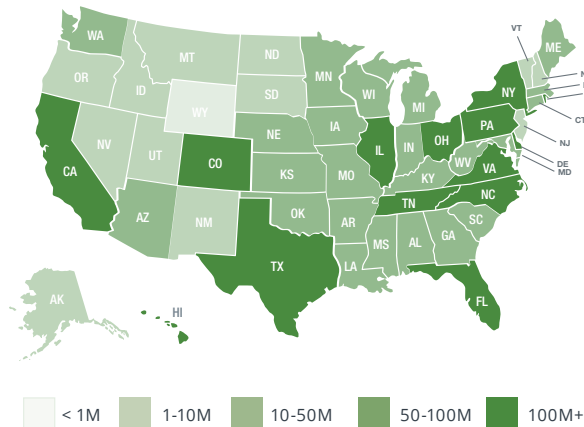 VT
WA
ME
MT
ND
MN
OR
ID
SD
WI
MI
NY
WY
CT
NE
IA
PA
NJ
NV
UT
CO
IL
IN
OH
DE
MD
WV
CA
KS
MO
KY
VA
NC
TN
AZ
NM
OK
AR
SC
MS
AL
GA
TX
LA
FL
AK
HI
< 1M
1-10M
10-50M
50-100M
100M+